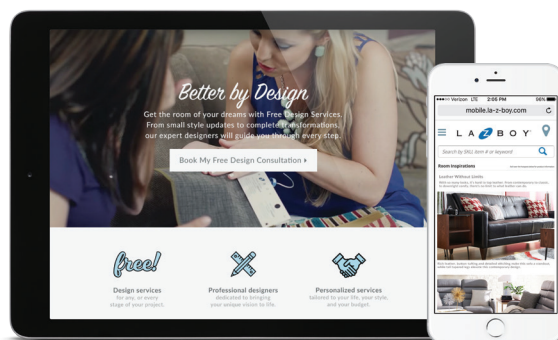 Better by Design
Get the room of your dreams with Free Design Services.
From small style updates to complete transformations,
our expert designers will guide you through every step.
Book My Free Design Consultation
free!
Design services
for any, or every
stage of your project.
Professional designers
dedicated to bringing
your unique vision to life.
Personalized services
tailored to your life, your style,
and your budget.
Verizon LTE 2:05 PM 56%
mobile.la-z-boy.com
LA Z BOY
Search by SKU, item # or keyword
Room Inspirations
Leather Without Limits